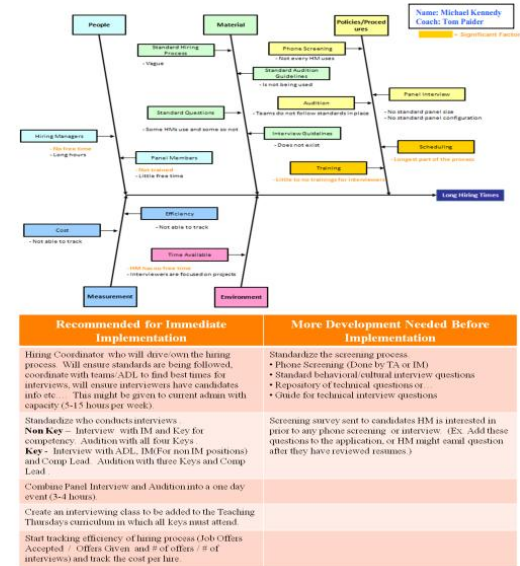 Name: Michael Kennedy
Coach: Tom Paider
= Significant Factor
People
Material
Policies/Proced
ures
Standard Hiring
Process
- Vague
Phone Screening
- Not every HM uses
Standard Audition
Guidelines
- Is not being used
Panel Interview
- No standard panel size
- No standard panel configuration
Audition
- Teams do not follow standards in place
Standard Questions
- Some HMs use and some so not
Interview Guidelines
- Does not exist
Hiring Managers
- No free time
- Long hours
Panel Members
- Not trained
- Little free time
Scheduling
- Longest part of the process
Training
- Little to no trainings for interviewers
Long Hiring Times
Efficiency
- Not able to track
Cost
- Not able to track
Time Available
- HM has no free time
- Interviewers are focused on projects
Measurement
Environment
Recommended for Immediate
Implementation
Hiring Coordinator who will drive/own the hiring
process. Will ensure standards are being followed,
coordinate with teams/ADL to find best times for
interviews, will ensure interviewers have candidates
info etc.... This might be given to current admin with
capacity (5-15 hours per week)
Standardize who conducts interviews
Non Key – Interview with IM and Key for
competency. Audition with all four Keys.
Key - Interview with ADL, IM(For non IM positions)
and Comp Lead. Audition with three Keys and Comp
Lead.
Combine Panel Interview and Audition into a one day
event (3-4 hours).
Create an interviewing class to be added to the Teaching
Thursdays curriculum in which all keys must attend.
Start tracking efficiency of hiring process (Job Offers
Accepted / Offers Given and # of offers / # of
interviews) and track the cost per hire.
More Development Needed Before
Implementation
Standardize the screening process.
• Phone Screening (Done by TA or IM)
• Standard behavioral/cultural interview questions
• Repository of technical questions or...
• Guide for technical interview questions
Screening survey sent to candidates HM is interested in
prior to any phone screening or interview. (Ex. Add these
questions to the application, or HM might eamil question
after they have reviewed resumes.)